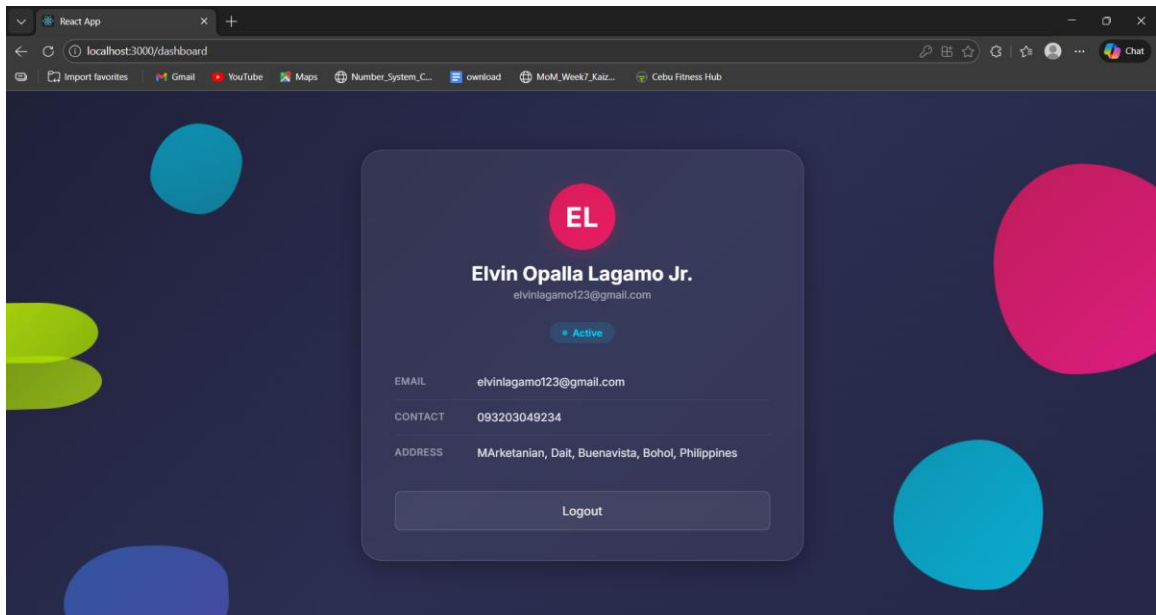 React App
localhost:3000/dashboard
Chat
Import favorites
Gmail
YouTube
Maps
Number_System_C...
ownload
MoM_Week7_Kaiz...
Cebu Fitness Hub
EL
Elvin Opalla Lagamo Jr.
elvinlagamo123@gmail.com
Active
EMAIL elvinlagamo123@gmail.com
CONTACT 093203049234
ADDRESS MArketanian, Dait, Buenavista, Bohol, Philippines
Logout